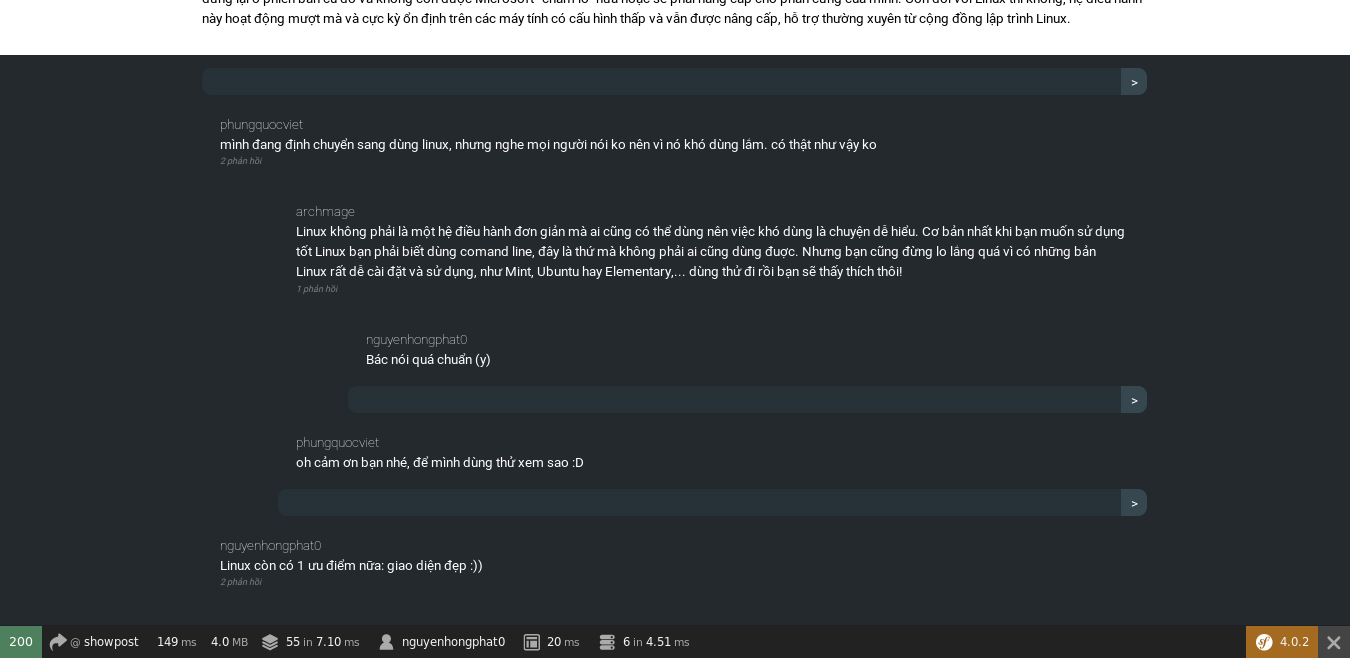 này hoạt động mượt mà và cực kỳ ổn định trên các máy tính có cấu hình thấp và vẫn được nâng cấp, hỗ trợ thường xuyên từ cộng đồng lập trình Linux.
>
phungquocviet
mình đang định chuyển sang dùng linux, nhưng nghe mọi người nói ko nên vì nó khó dùng lắm. có thật như vậy ko
2 phản hồi
archmage
Linux không phải là một hệ điều hành đơn giản mà ai cũng có thể dùng nên việc khó dùng là chuyện dễ hiểu. Cơ bản nhất khi bạn muốn sử dụng
tốt Linux bạn phải biết dùng comand line, đây là thứ mà không phải ai cũng dùng được. Nhưng bạn cũng đừng lo lắng quá vì có những bản
Linux rất dễ cài đặt và sử dụng, như Mint, Ubuntu hay Elementary,... dùng thử đi rồi bạn sẽ thấy thích thôi!
1 phản hồi
nguyenhongphat0
Bác nói quá chuẩn (y)
>
phungquocviet
oh cảm ơn bạn nhé, để mình dùng thử xem sao :D
>
nguyenhongphat0
Linux còn có 1 ưu điểm nữa: giao diện đẹp :))
2 phản hồi
200 @ showpost 149 ms 4.0 MB 55 in 7.10 ms nguyenhongphat0 20 ms 6 in 4.51 ms sf 4.0.2